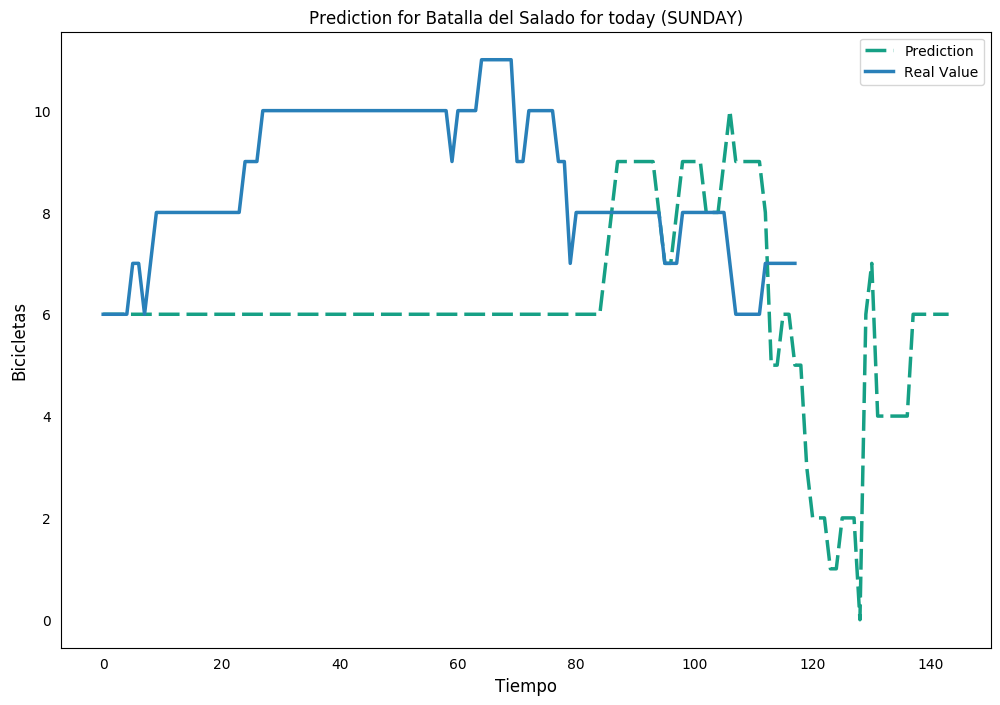 Prediction for Batalla del Salado for today (SUNDAY)
Prediction
Real Value
Bicicletas
10
8
6
4
2
0
0 20 40 60 80 100 120 140
Tiempo